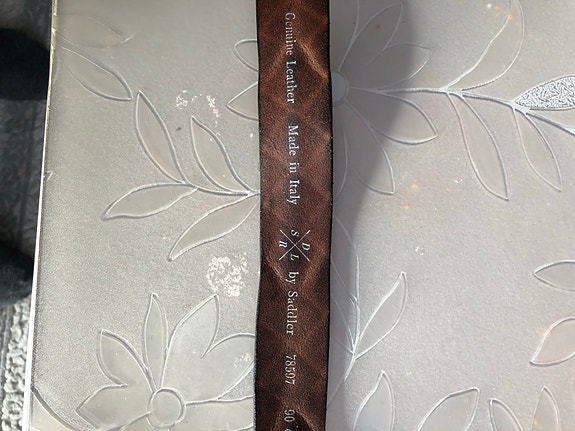 Genuine Leather Made in Italy S D L R by Saddler 78597 90